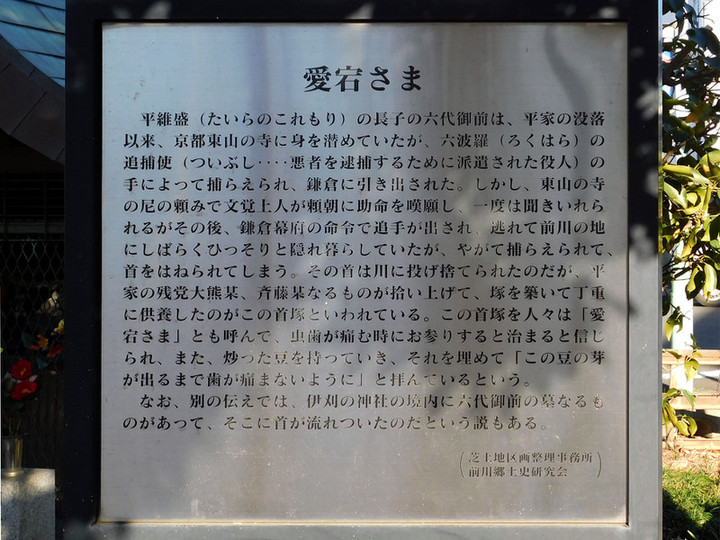 愛宕さま
平維盛（たいらのこれもり）の長子の六代御前は、平家の没落
以来、京都東山の寺に身を潜めていたが、六波羅（ろくはら）の
追捕使（ついぶし‥‥悪者を逮捕するために派遣された役人）の
手によって捕らえられ、鎌倉に引き出された。しかし、東山の寺
の尼の頼みで文覚上人が頼朝に助命を嘆願し、一度は聞きいれら
れるがその後、鎌倉幕府の命令で追手が出され、逃れて前川の地
にしばらくひっそりと隠れ暮らしていたが、やがて捕らえられて、
首をはねられてしまう。その首は川に投げ捨てられたのだが、平
家の残党大熊某、斉藤某なるものが拾い上げて、塚を築いて丁重
に供養したのがこの首塚といわれている。この首塚を人々は「愛
宕さま」とも呼んで、虫歯が痛む時にお参りすると治まると信じ
られ、また、炒った豆を持っていき、それを埋めて「この豆の芽
が出るまで歯が痛まないように」と拝んでいるという。
なお、別の伝えでは、伊刈の神社の境内に六代御前の墓なるも
のがあって、そこに首が流れついたのだという説もある。
（芝土地区画整理事務所
前川郷土史研究会）